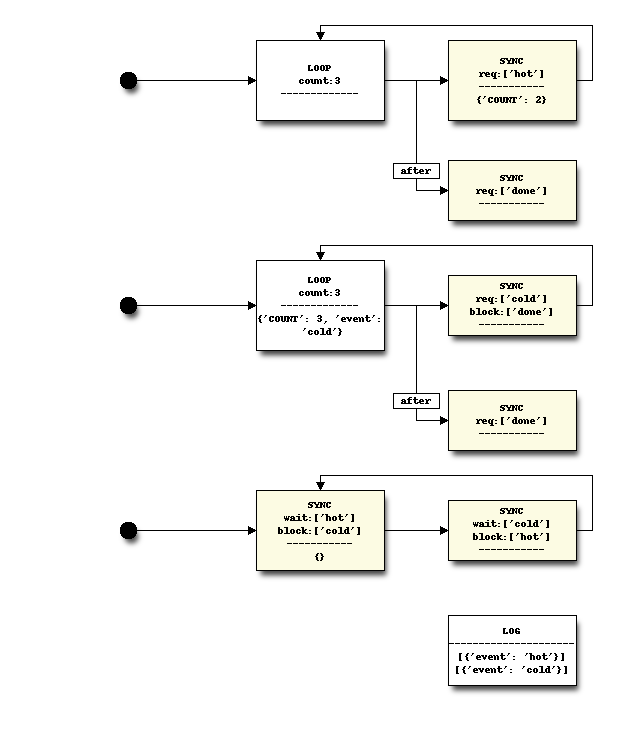 LOOP
count:3
-------------
SYNC
req:['hot']
-----------
{'COUNT': 2}
after
SYNC
req:['done']
-----------
LOOP
count:3
-------------
{'COUNT': 3, 'event':
'cold'}
SYNC
req:['cold']
block:['done']
-----------
after
SYNC
req:['done']
-----------
SYNC
wait:['hot']
block:['cold']
-----------
{}
SYNC
wait:['cold']
block:['hot']
-----------
LOG
---------------------
[{'event': 'hot'}]
[{'event': 'cold'}]